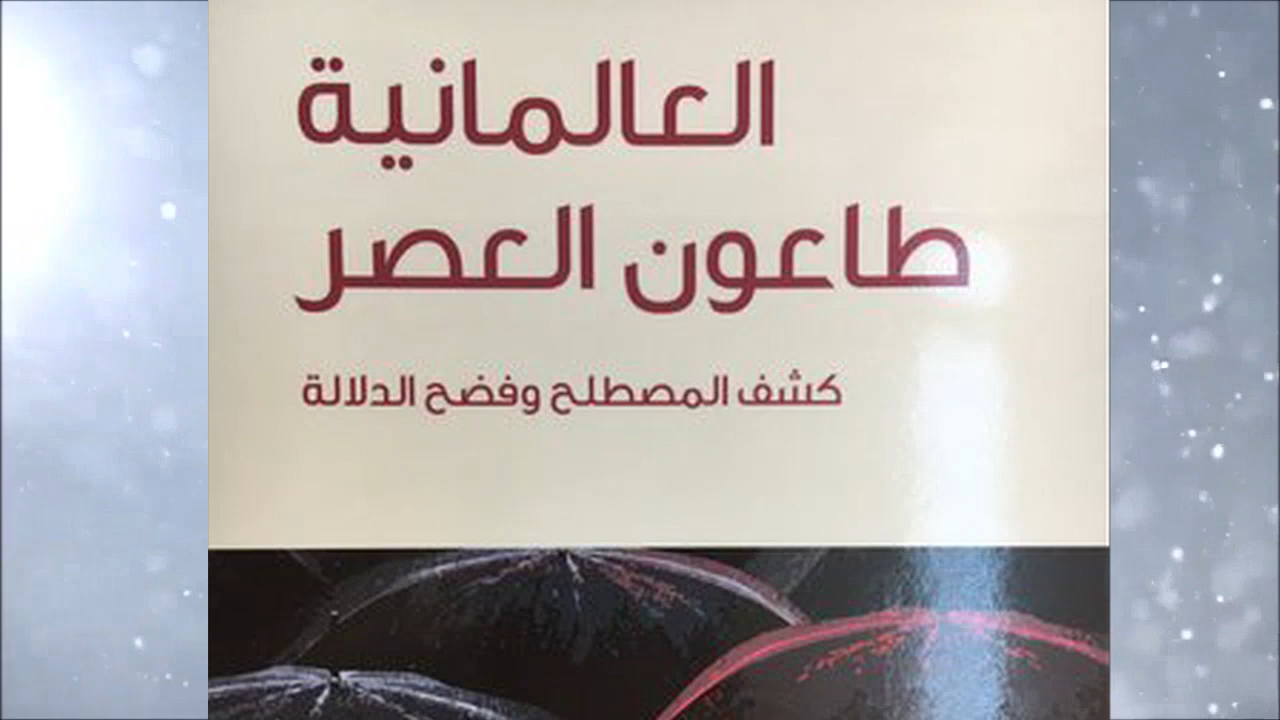 العالمانية
طاعون العصر
كشف المصطلح وفضح الدلالة